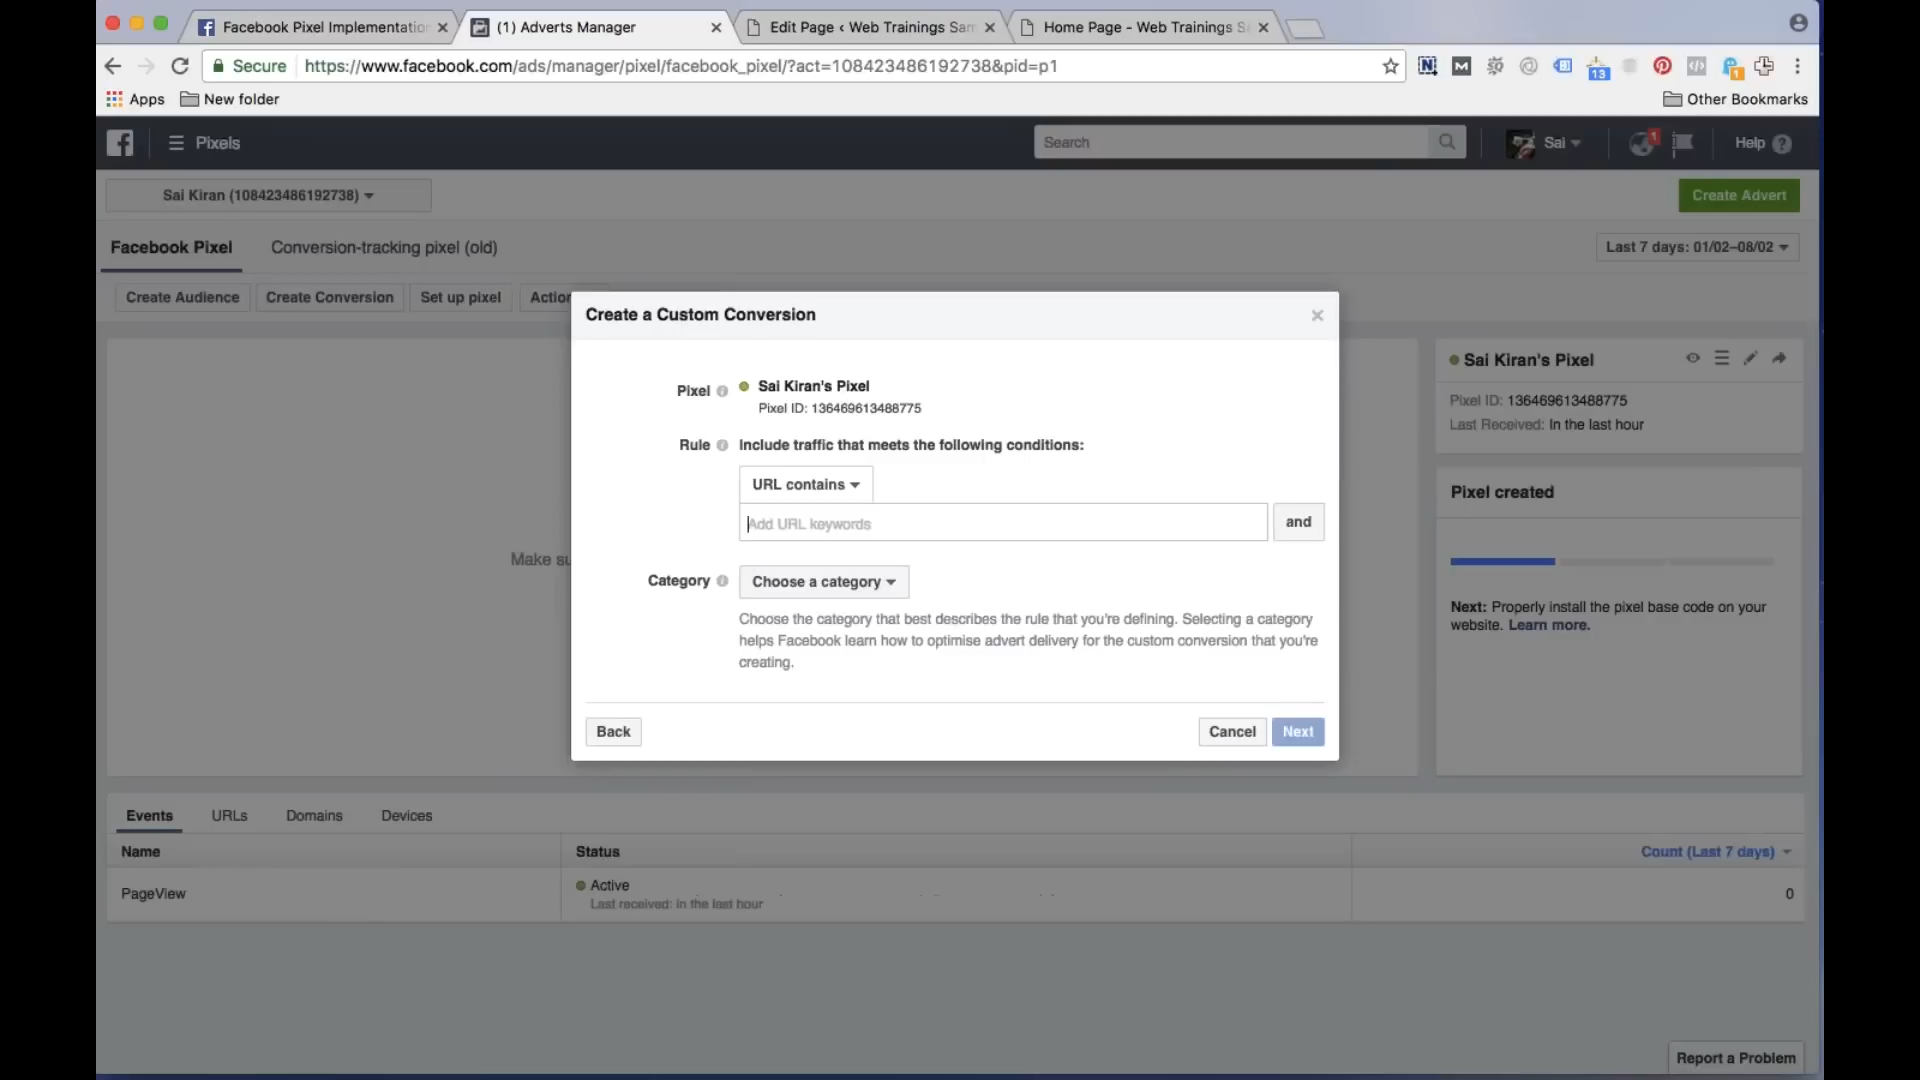 Facebook Pixel Implementation
(1) Adverts Manager
Edit Page ‹ Web Trainings Sam
Home Page - Web Trainings Sa
Secure
https://www.facebook.com/ads/manager/pixel/facebook_pixel/?act=108423486192738&pid=p1
13
1
Apps
New folder
Other Bookmarks
Pixels
Search
Sai
1
Help
Sai Kiran (108423486192738)
Create Advert
Facebook Pixel
Conversion-tracking pixel (old)
Last 7 days: 01/02–08/02
Create Audience
Create Conversion
Set up pixel
Action
Create a Custom Conversion
Pixel
Sai Kiran's Pixel
Pixel ID: 136469613488775
Rule
Include traffic that meets the following conditions:
URL contains
Add URL keywords
and
Category
Choose a category
Choose the category that best describes the rule that you're defining. Selecting a category
helps Facebook learn how to optimise advert delivery for the custom conversion that you're
creating.
Back
Cancel
Next
Make su
Sai Kiran's Pixel
Pixel ID: 136469613488775
Last Received: In the last hour
Pixel created
Next: Properly install the pixel base code on your
website. Learn more.
Events
URLs
Domains
Devices
Name
Status
Count (Last 7 days)
PageView
Active
Last received: in the last hour
0
Report a Problem